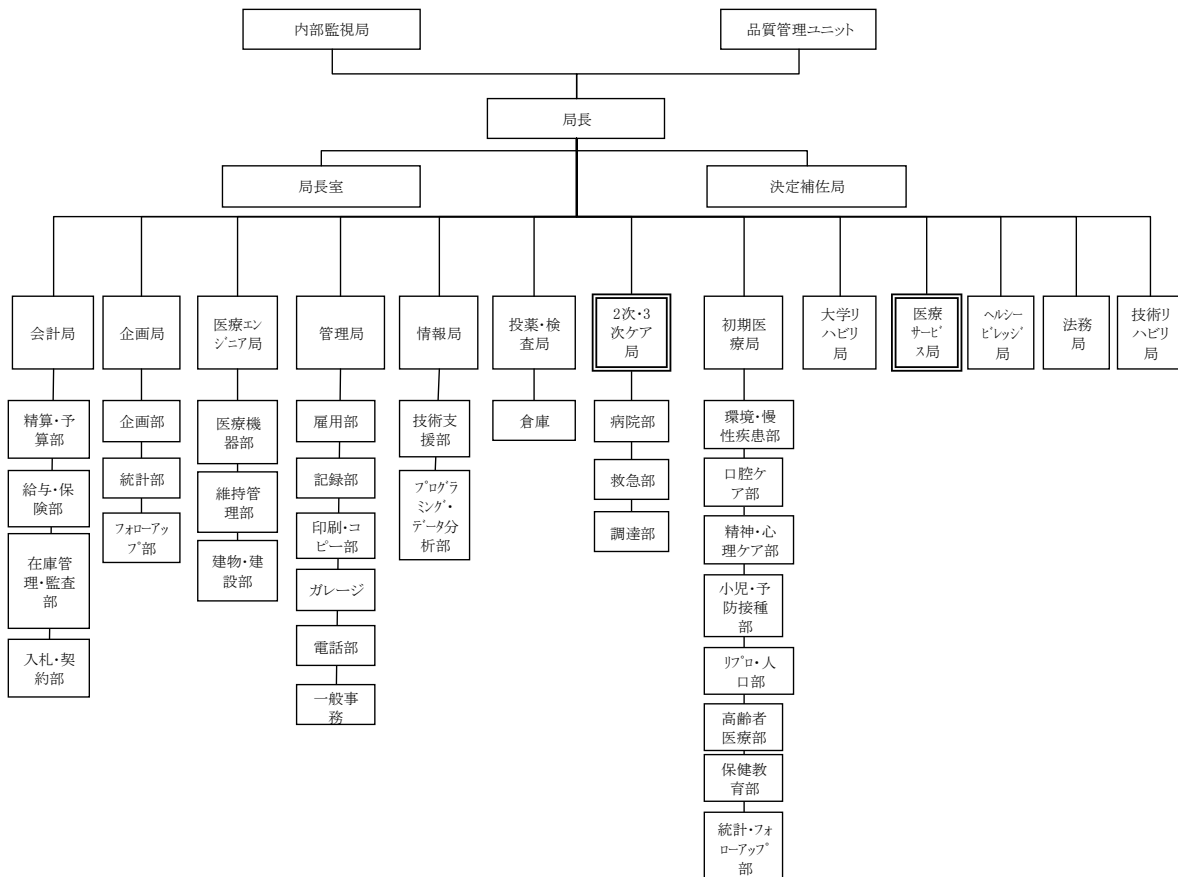 内部監視局
品質管理ユニット
局長
局長室
決定補佐局
会計局
企画局
医療エン
ジニア局
管理局
情報局
投薬・検
査局
2次・3
次ケア
局
初期医
療局
大学リ
ハビリ
局
医療
サービ
ス局
ヘルシー
ビレッジ
局
法務
局
技術リ
ハビリ
局
精算・予
算部
給与・保
険部
在庫管
理・監査
部
入札・契
約部
企画部
統計部
フォローアッ
プ部
医療機
器部
維持管
理部
建物・建
設部
雇用部
記録部
印刷・コ
ピー部
ガレージ
電話部
一般事
務
技術支
援部
プログラ
ミング・
データ分
析部
倉庫
病院部
救急部
調達部
環境・慢
性疾患部
口腔ケ
ア部
精神・心
理ケア部
小児・予
防接種
部
リプロ・人
口部
高齢者
医療部
保健教
育部
統計・フォ
ローアップ
部